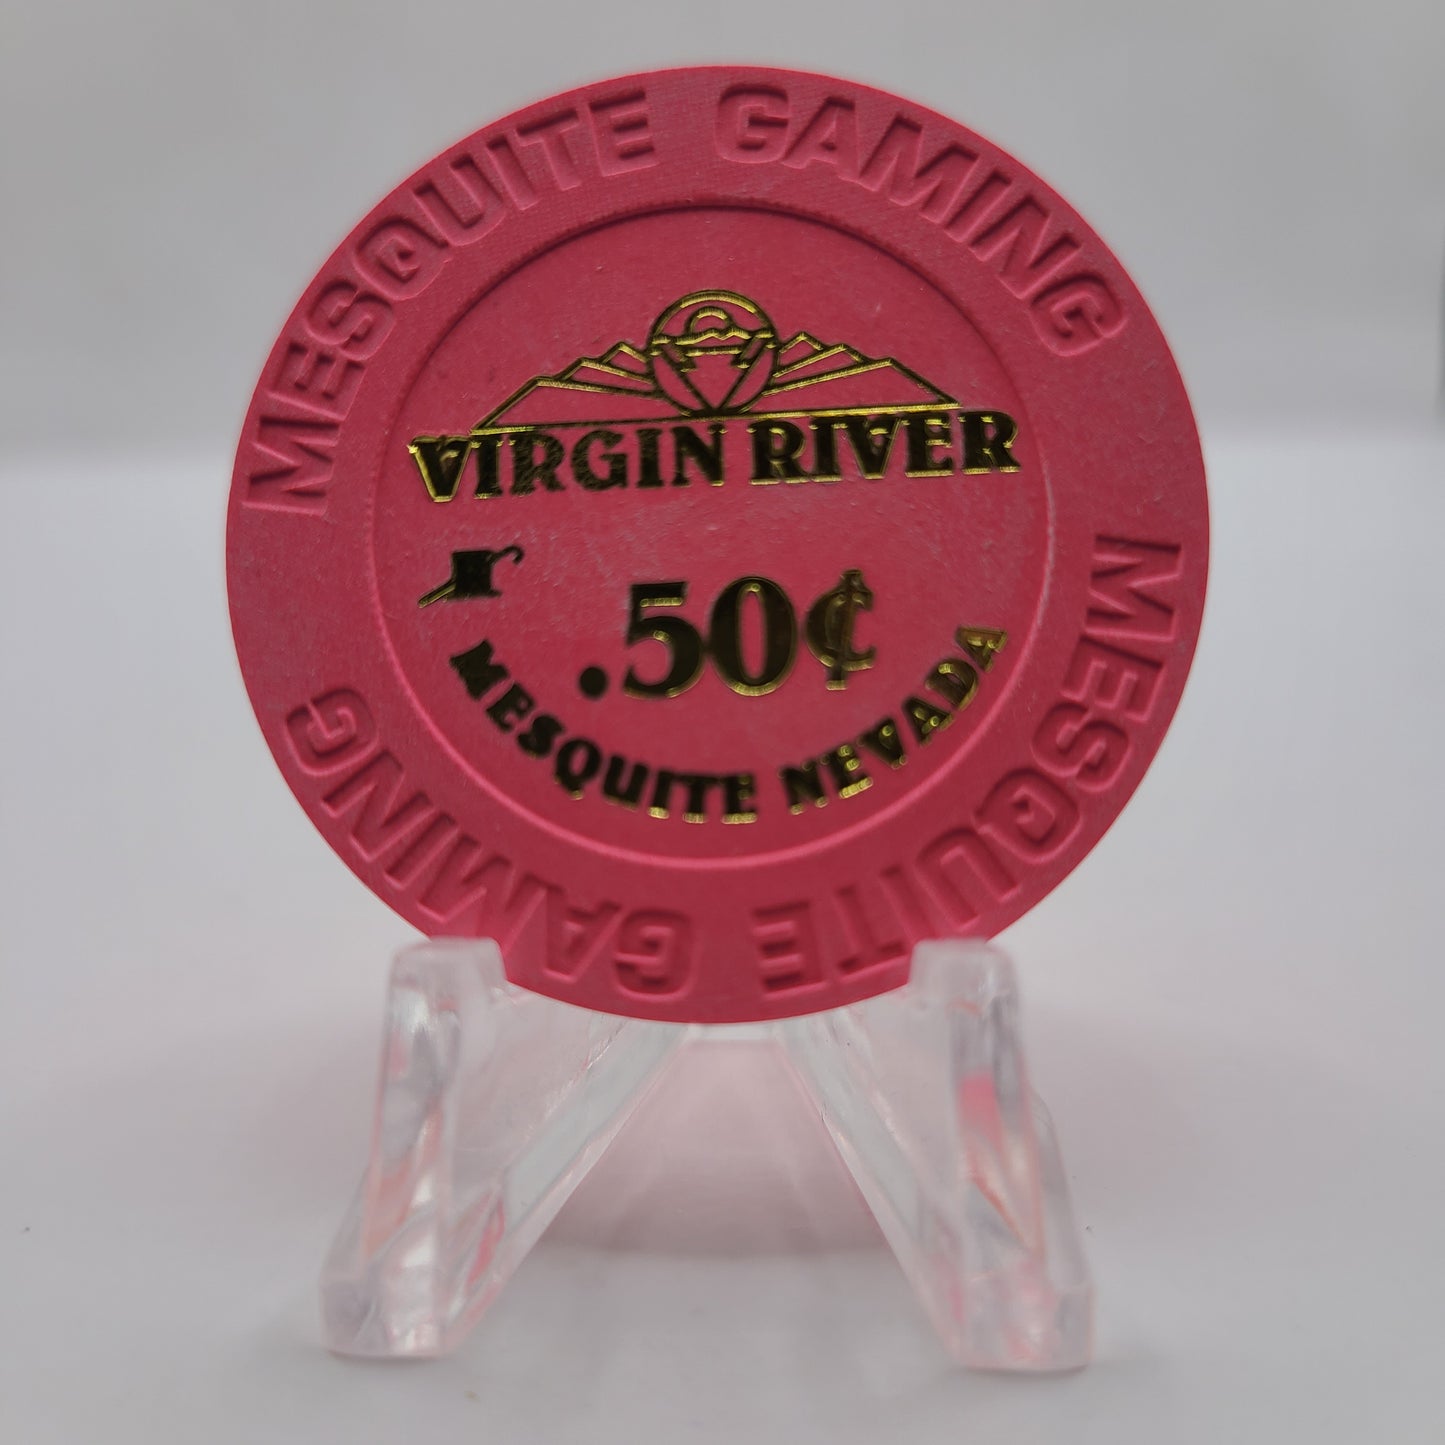 MESQUITE GAMING
VIRGIN RIVER
.50¢
MESQUITE NEVADA
MESQUITE GAMING